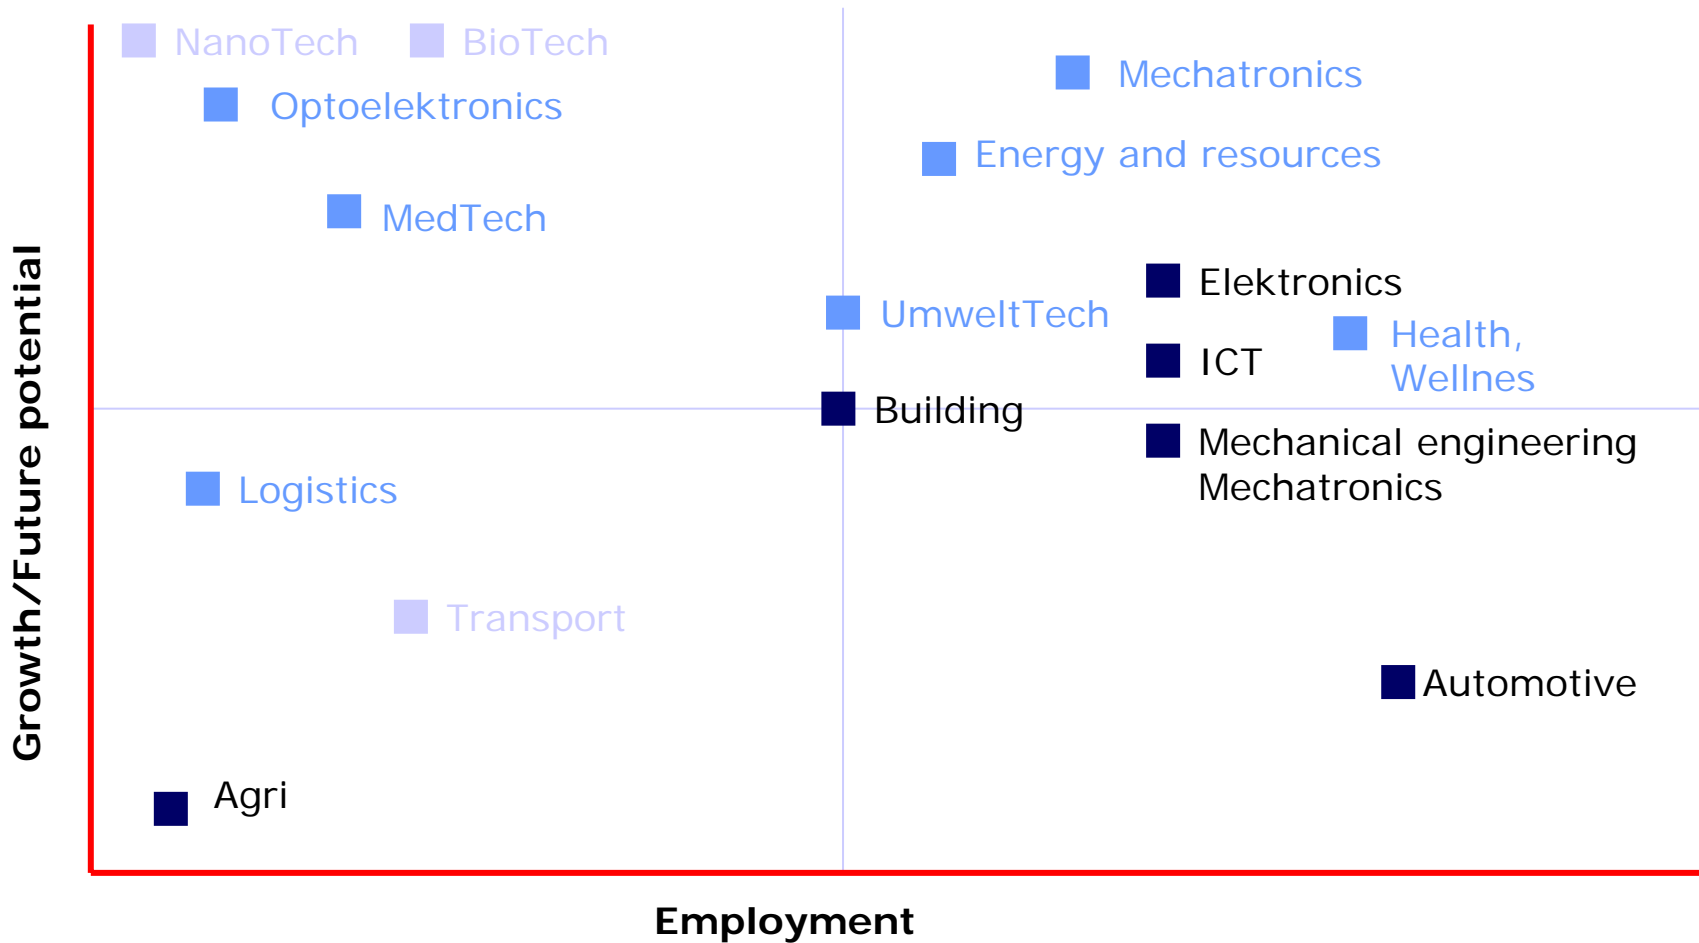 NanoTech
BioTech
Mechatronics
Optoelektronics
Energy and resources
MedTech
Elektronics
UmweltTech
Health,
Wellnes
ICT
Building
Mechanical engineering
Mechatronics
Logistics
Transport
Automotive
Agri
Growth/Future potential
Employment